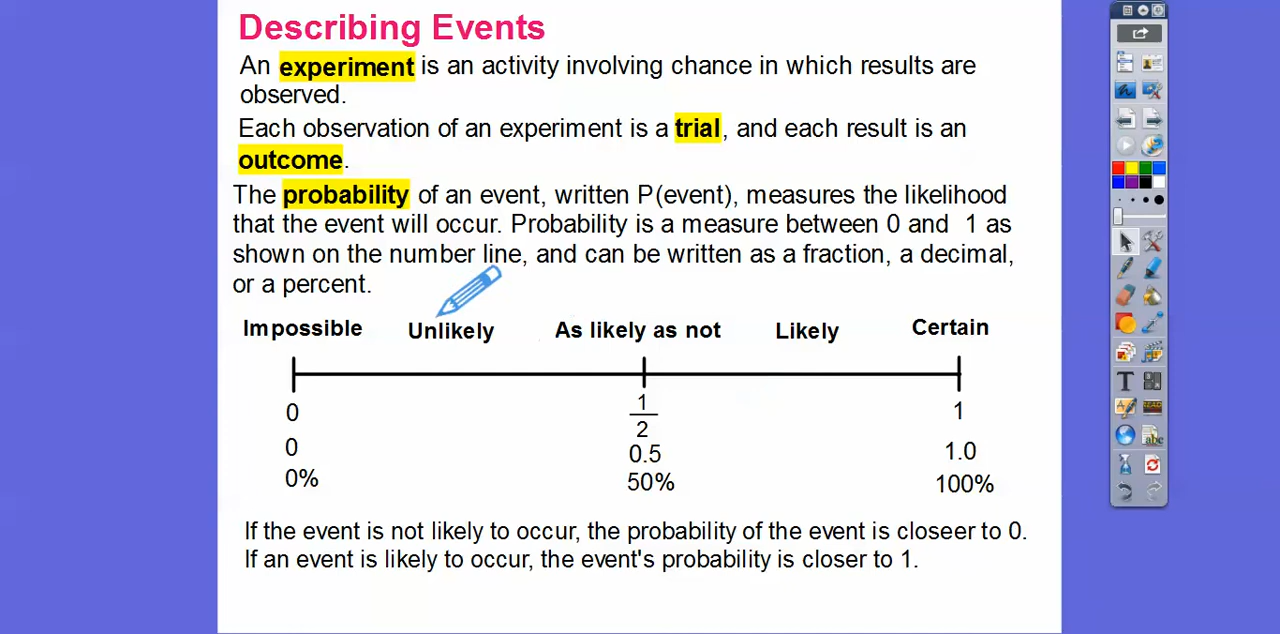 Describing Events
An experiment is an activity involving chance in which results are
observed.
Each observation of an experiment is a trial, and each result is an
outcome.
The probability of an event, written P(event), measures the likelihood
that the event will occur. Probability is a measure between 0 and 1 as
shown on the number line, and can be written as a fraction, a decimal,
or a percent.
Impossible Unlikely As likely as not Likely Certain
0 1/2 1
0 0.5 1.0
0% 50% 100%
If the event is not likely to occur, the probability of the event is closeer to 0.
If an event is likely to occur, the event's probability is closer to 1.